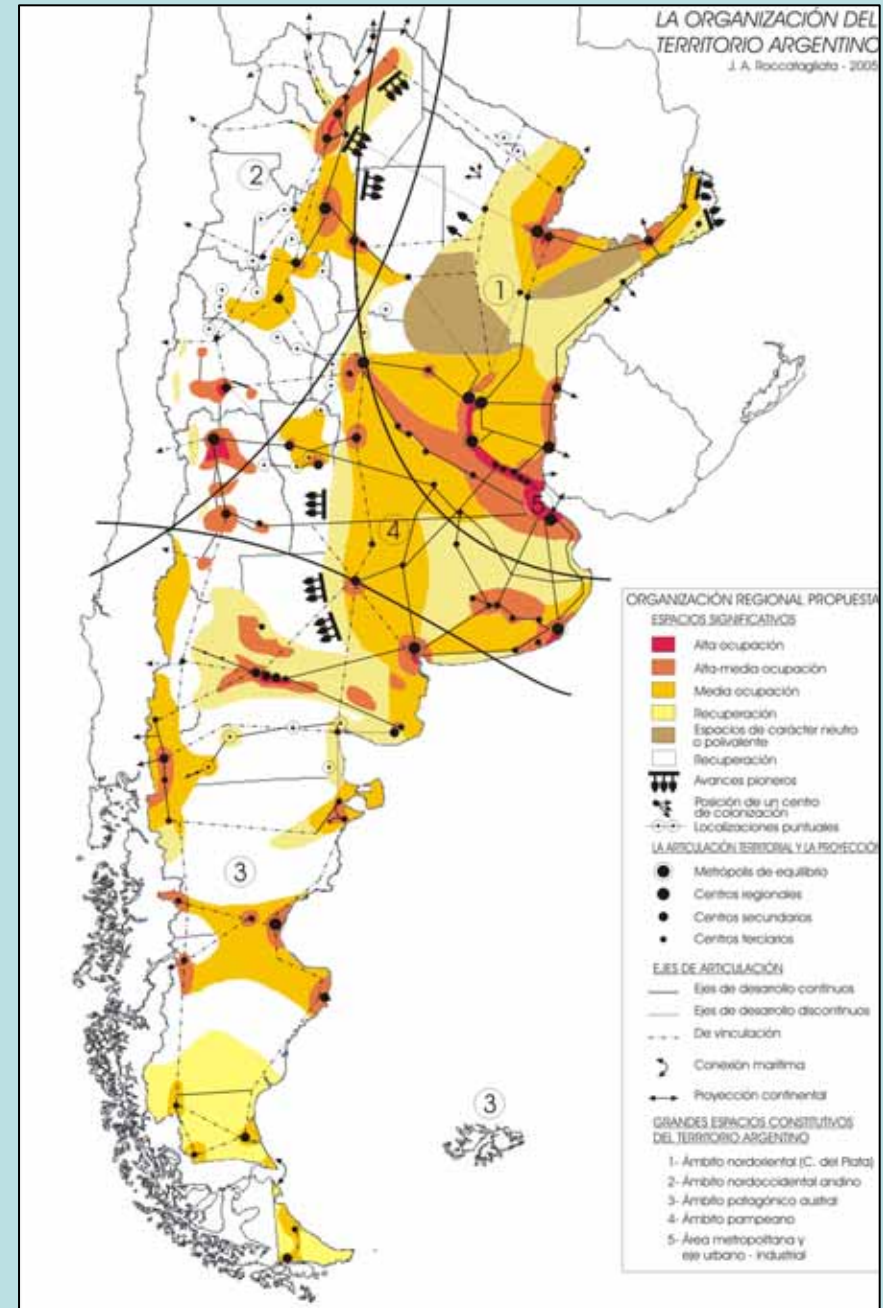 LA ORGANIZACIÓN DEL
TERRITORIO ARGENTINO
J. A. Roccatagliata - 2005
2
1
4
5
3
3
ORGANIZACIÓN REGIONAL PROPUESTA
ESPACIOS SIGNIFICATIVOS
Alta ocupación
Alta-media ocupación
Media ocupación
Recuperación
Espacios de carácter neutro
o polivalente
Recuperación
Avances pioneros
Posición de un centro
de colonización
Localizaciones puntuales
LA ARTICULACIÓN TERRITORIAL Y LA PROYECCIÓN
Metrópolis de equilibrio
Centros regionales
Centros secundarios
Centros terciarios
EJES DE ARTICULACIÓN
Ejes de desarrollo continuos
Ejes de desarrollo discontinuos
De vinculación
Conexión marítima
Proyección continental
GRANDES ESPACIOS CONSTITUTIVOS
DEL TERRITORIO ARGENTINO
1- Ámbito nordoriental (C. del Plata)
2- Ámbito nordoccidental andino
3- Ámbito patagónico austral
4- Ámbito pampeano
5- Área metropolitana y
eje urbano - industrial